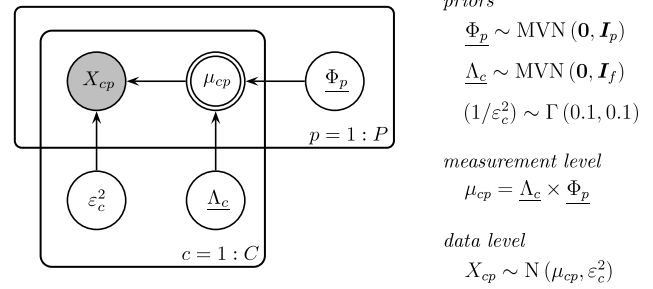 priors
X_cp
μ_cp
Φ_p
p = 1 : P
ε_c^2
Λ_c
c = 1 : C
Φ_p ∼ MVN (0, I_p)
Λ_c ∼ MVN (0, I_f)
(1/ε_c^2) ∼ Γ (0.1, 0.1)
measurement level
μ_cp = Λ_c × Φ_p
data level
X_cp ∼ N (μ_cp, ε_c^2)